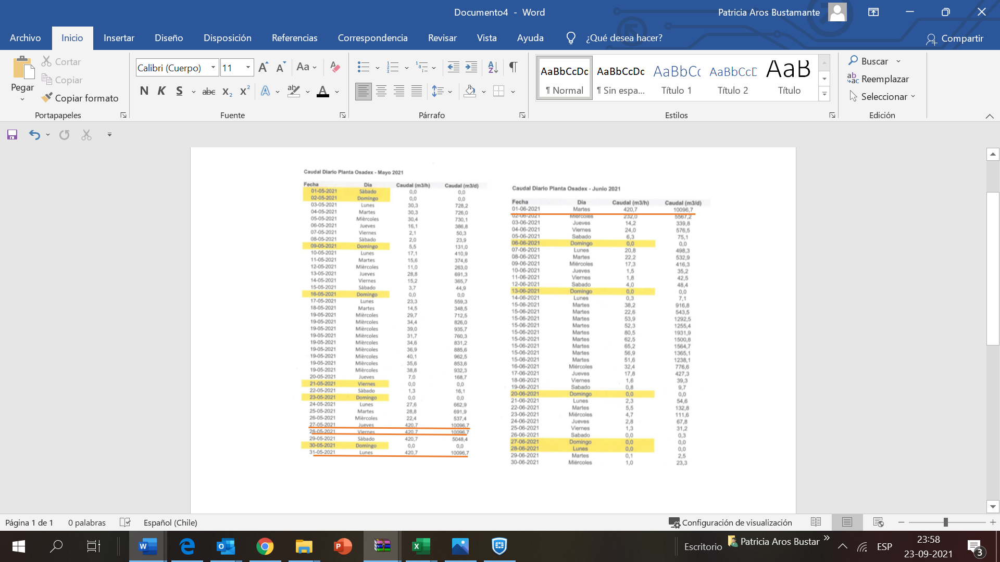 Documento4 - Word
Patricia Aros Bustamante
Archivo Inicio Insertar Diseño Disposición Referencias Correspondencia Revisar Vista Ayuda ¿Qué desea hacer? Compartir
Pegar
Cortar
Copiar
Copiar formato
Portapapeles
Calibri (Cuerpo) 11
Fuente
Párrafo
AaBbCcDc AaBbCcDc AaBbCc AaBbCcD AaB
¶ Normal ¶ Sin espa... Título 1 Título 2 Título
Estilos
Buscar
Reemplazar
Seleccionar
Edición
Caudal Diario Planta Osadex - Mayo 2021
Fecha Día Caudal (m3/h) Caudal (m3/d)
01-05-2021 Sàbado 0,0 0,0
02-05-2021 Domingo 0,0 0,0
03-05-2021 Lunes 30,3 728,2
04-05-2021 Martes 30,3 726,0
05-05-2021 Mièrcoles 30,4 730,1
06-05-2021 Jueves 16,1 386,8
07-05-2021 Viernes 2,1 50,3
08-05-2021 Sàbado 2,0 23,9
09-05-2021 Domingo 5,5 131,0
10-05-2021 Lunes 17,1 410,9
11-05-2021 Martes 15,6 374,6
12-05-2021 Mièrcoles 11,0 263,0
13-05-2021 Jueves 28,8 691,3
14-05-2021 Viernes 15,2 365,7
15-05-2021 Sàbado 3,7 44,9
16-05-2021 Domingo 0,0 0,0
17-05-2021 Lunes 23,3 559,3
18-05-2021 Martes 14,5 348,5
19-05-2021 Mièrcoles 29,7 712,5
19-05-2021 Mièrcoles 34,4 826,0
19-05-2021 Mièrcoles 39,0 935,7
19-05-2021 Mièrcoles 31,7 760,3
19-05-2021 Mièrcoles 34,6 831,2
19-05-2021 Mièrcoles 36,9 885,6
19-05-2021 Mièrcoles 40,1 962,5
19-05-2021 Mièrcoles 35,6 853,6
19-05-2021 Mièrcoles 38,8 932,3
20-05-2021 Jueves 7,0 168,7
21-05-2021 Viernes 0,0 0,0
22-05-2021 Sàbado 1,3 16,1
23-05-2021 Domingo 0,0 0,0
24-05-2021 Lunes 27,6 662,9
25-05-2021 Martes 28,8 691,9
26-05-2021 Mièrcoles 22,4 537,4
27-05-2021 Jueves 420,7 10096,7
28-05-2021 Viernes 420,7 10096,7
29-05-2021 Sàbado 420,7 5048,4
30-05-2021 Domingo 0,0 0,0
31-05-2021 Lunes 420,7 10096,7
Caudal Diario Planta Osadex - Junio 2021
Fecha Día Caudal (m3/h) Caudal (m3/d)
01-06-2021 Martes 420,7 10096,7
02-06-2021 Miércoles 232,0 5567,2
03-06-2021 Jueves 14,2 339,8
04-06-2021 Viernes 24,0 576,5
05-06-2021 Sabado 6,3 75,1
06-06-2021 Domingo 0,0 0,0
07-06-2021 Lunes 20,8 498,3
08-06-2021 Martes 22,2 532,9
09-06-2021 Miércoles 17,3 416,3
10-06-2021 Jueves 1,5 35,2
11-06-2021 Viernes 1,8 42,5
12-06-2021 Sabado 4,0 48,4
13-06-2021 Domingo 0,0 0,0
14-06-2021 Lunes 0,3 7,1
15-06-2021 Martes 38,2 916,8
15-06-2021 Martes 22,6 543,5
15-06-2021 Martes 53,9 1292,5
15-06-2021 Martes 52,3 1255,4
15-06-2021 Martes 80,5 1931,9
15-06-2021 Martes 62,5 1500,8
15-06-2021 Martes 65,2 1564,7
15-06-2021 Martes 56,9 1365,1
15-06-2021 Martes 51,6 1238,1
16-06-2021 Miércoles 32,4 776,6
17-06-2021 Jueves 17,8 427,3
18-06-2021 Viernes 1,6 39,3
19-06-2021 Sabado 0,8 9,7
20-06-2021 Domingo 0,0 0,0
21-06-2021 Lunes 2,3 54,6
22-06-2021 Martes 5,5 132,8
23-06-2021 Miércoles 4,7 111,6
24-06-2021 Jueves 2,8 67,8
25-06-2021 Viernes 1,3 31,2
26-06-2021 Sabado 0,0 0,3
27-06-2021 Domingo 0,0 0,0
28-06-2021 Lunes 0,0 0,0
29-06-2021 Martes 0,1 2,5
30-06-2021 Miércoles 1,0 23,3
Página 1 de 1 0 palabras Español (Chile) Configuración de visualización
Escritorio Patricia Aros Bustar ESP
23:58
23-09-2021
3